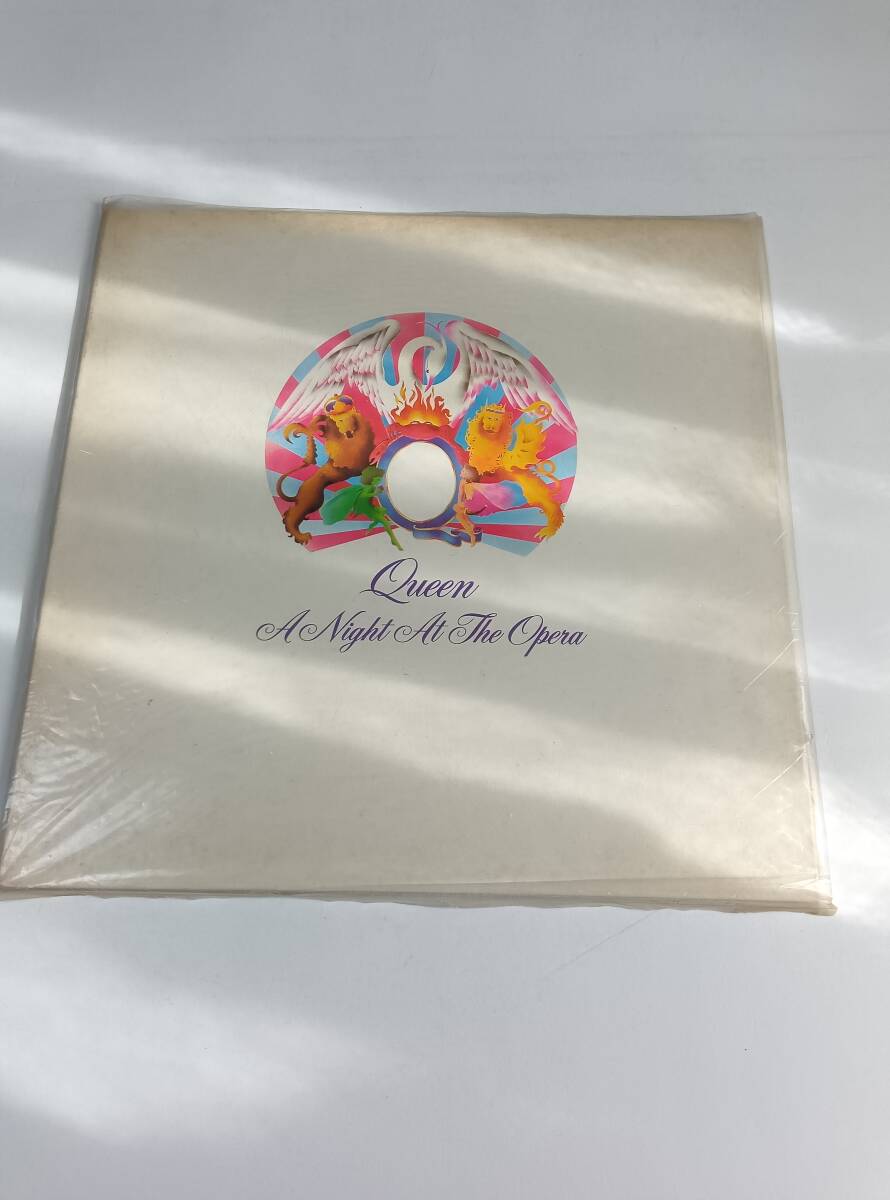 Queen
A Night At The Opera